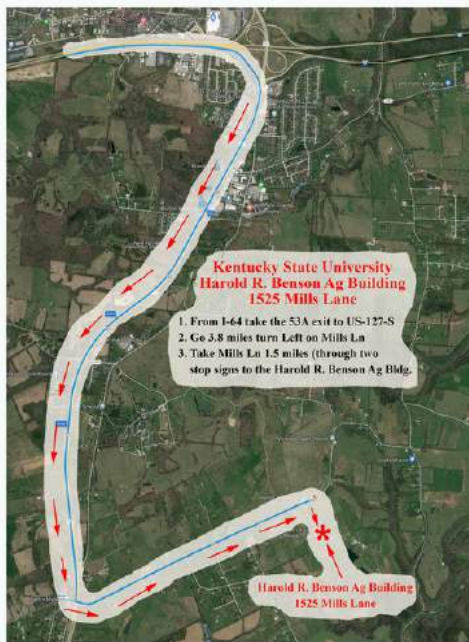 Kentucky State University
Harold R. Benson Ag Building
1525 Mills Lane
1. From I-64 take the 53A exit to US-127-S
2. Go 3.8 miles turn Left on Mills Ln
3. Take Mills Ln 1.5 miles (through two
stop signs to the Harold R. Benson Ag Bldg.
*
Harold R. Benson Ag Building
1525 Mills Lane